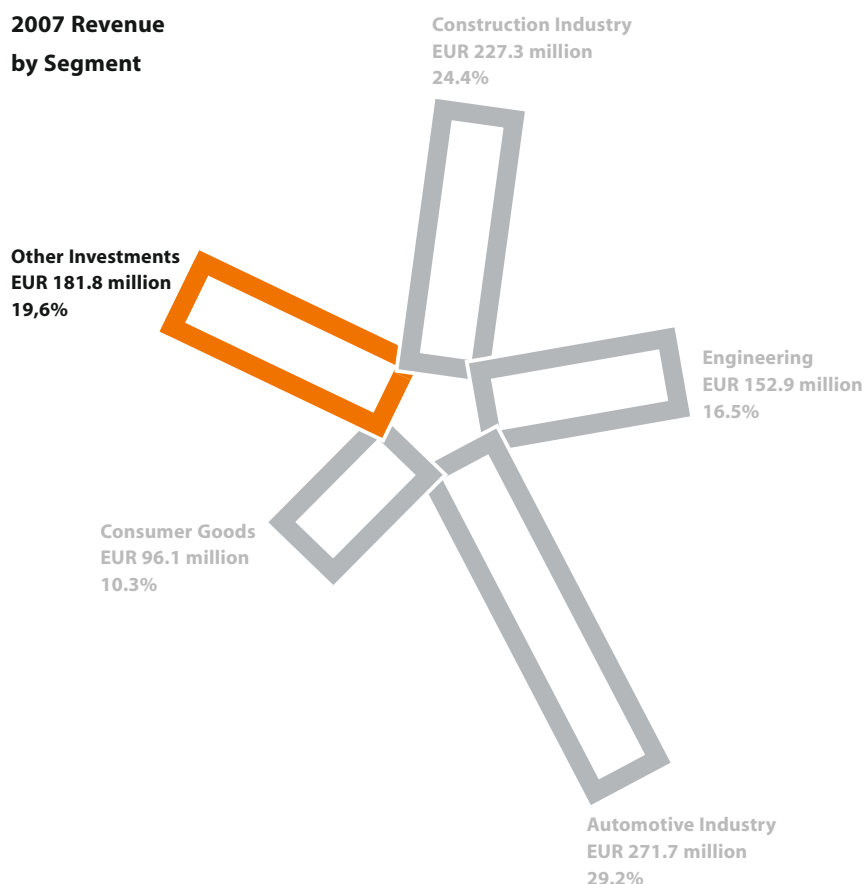 2007 Revenue
by Segment
Construction Industry
EUR 227.3 million
24.4%
Other Investments
EUR 181.8 million
19,6%
Engineering
EUR 152.9 million
16.5%
Consumer Goods
EUR 96.1 million
10.3%
Automotive Industry
EUR 271.7 million
29.2%